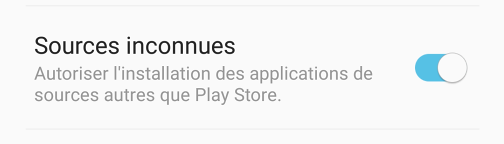 Sources inconnues
Autoriser l'installation des applications de
sources autres que Play Store.